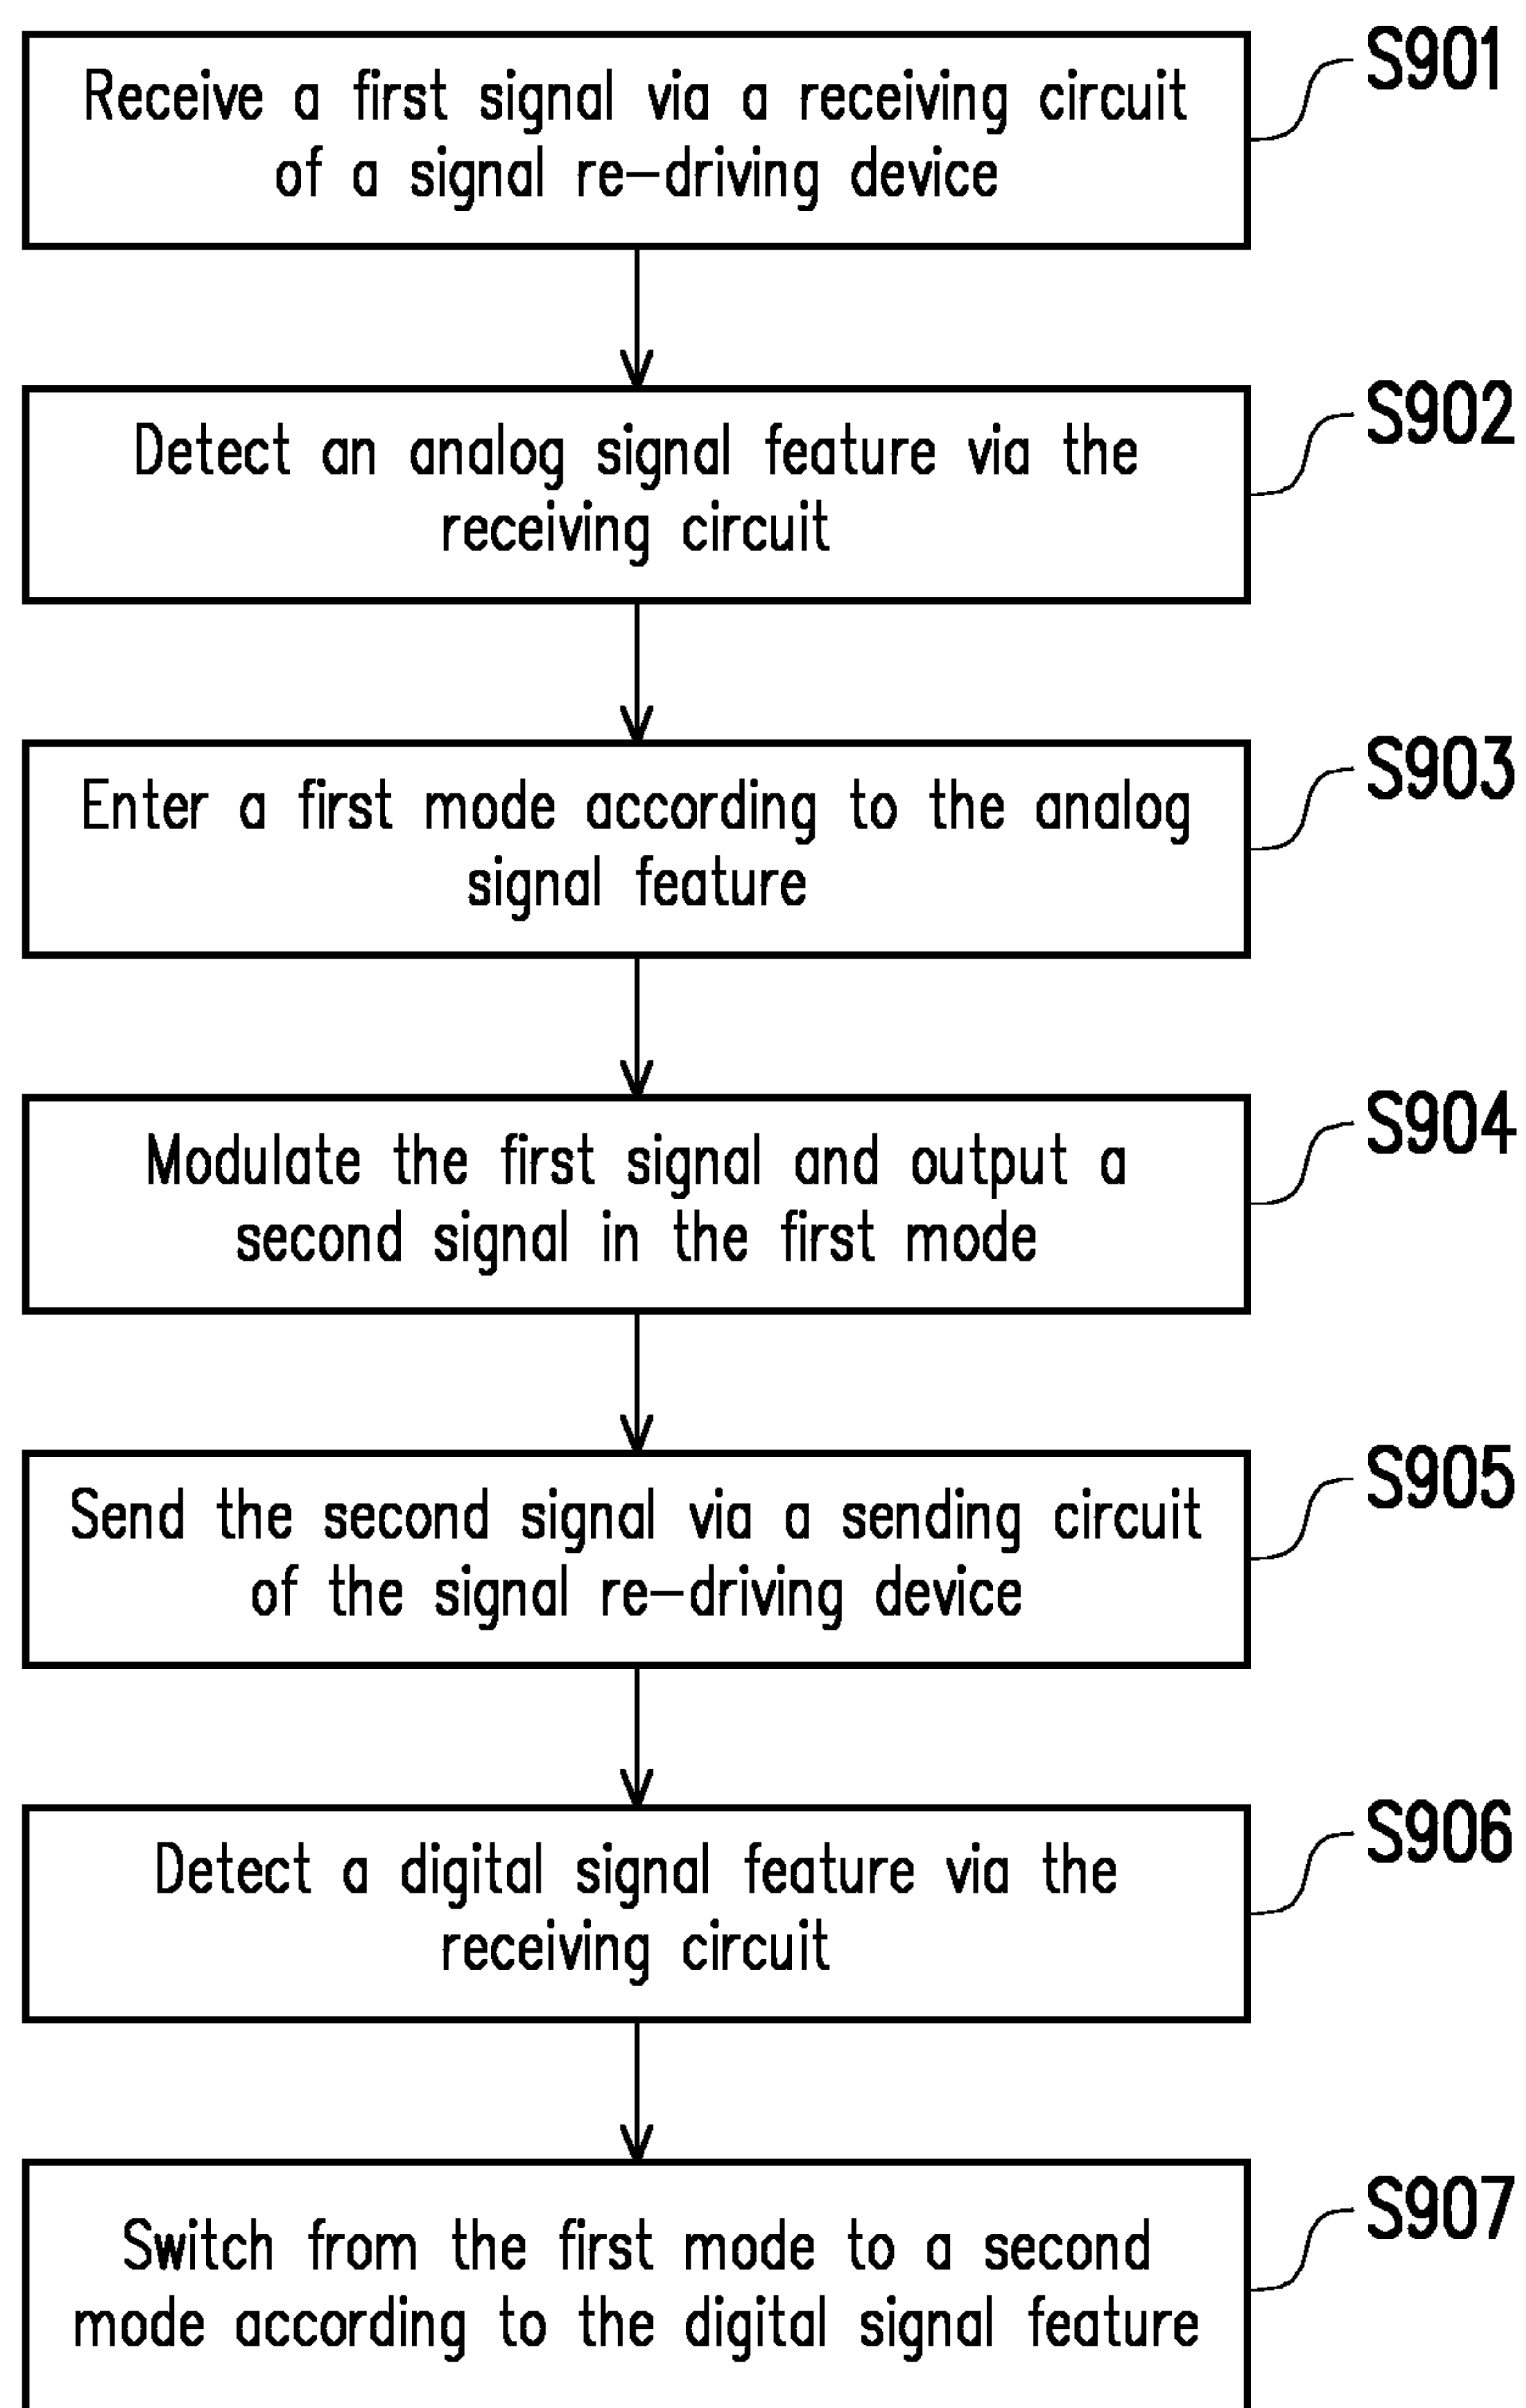 Receive a first signal via a receiving circuit
of a signal re-driving device
S901
Detect an analog signal feature via the
receiving circuit
S902
Enter a first mode according to the analog
signal feature
S903
Modulate the first signal and output a
second signal in the first mode
S904
Send the second signal via a sending circuit
of the signal re-driving device
S905
Detect a digital signal feature via the
receiving circuit
S906
Switch from the first mode to a second
mode according to the digital signal feature
S907